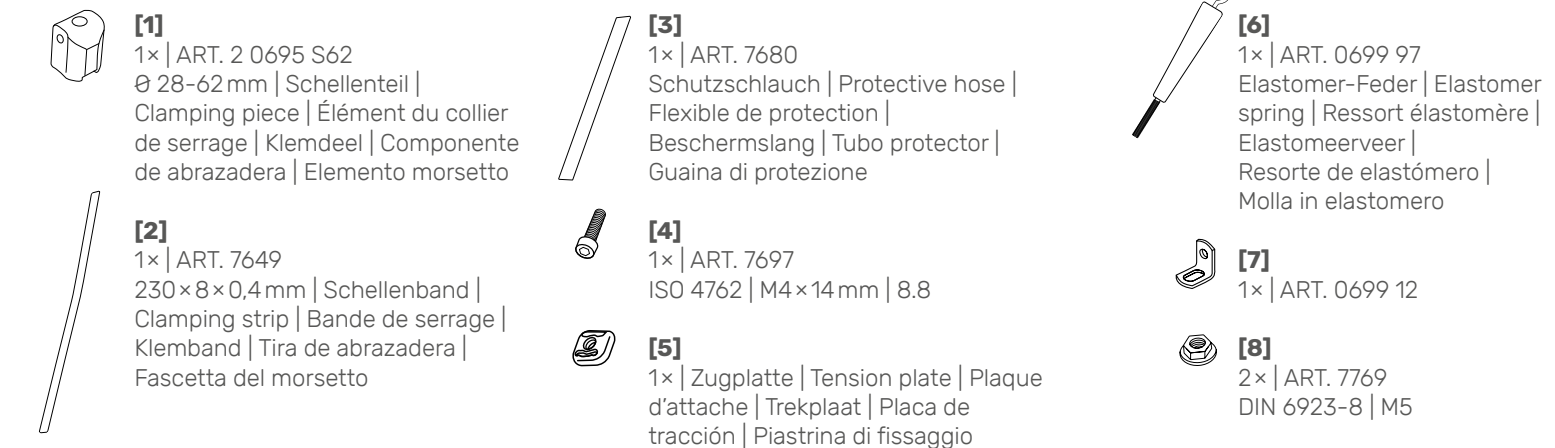 [1]
1× | ART. 2 0695 S62
Ꮎ 28-62 mm | Schellenteil |
Clamping piece | Élément du collier
de serrage | Klemdeel | Componente
de abrazadera | Elemento morsetto
[2]
1× | ART. 7649
230 × 8 × 0,4 mm | Schellenband |
Clamping strip | Bande de serrage |
Klemband | Tira de abrazadera |
Fascetta del morsetto
[3]
1× | ART. 7680
Schutzschlauch | Protective hose |
Flexible de protection |
Beschermslang | Tubo protector |
Guaina di protezione
[4]
1× | ART. 7697
ISO 4762 | M4 × 14 mm | 8.8
[5]
1× | Zugplatte | Tension plate | Plaque
d’attache | Trekplaat | Placa de
tracción | Piastrina di fissaggio
[6]
1× | ART. 0699 97
Elastomer-Feder | Elastomer
spring | Ressort élastomère |
Elastomeerveer |
Resorte de elastómero |
Molla in elastomero
[7]
1× | ART. 0699 12
[8]
2× | ART. 7769
DIN 6923-8 | M5